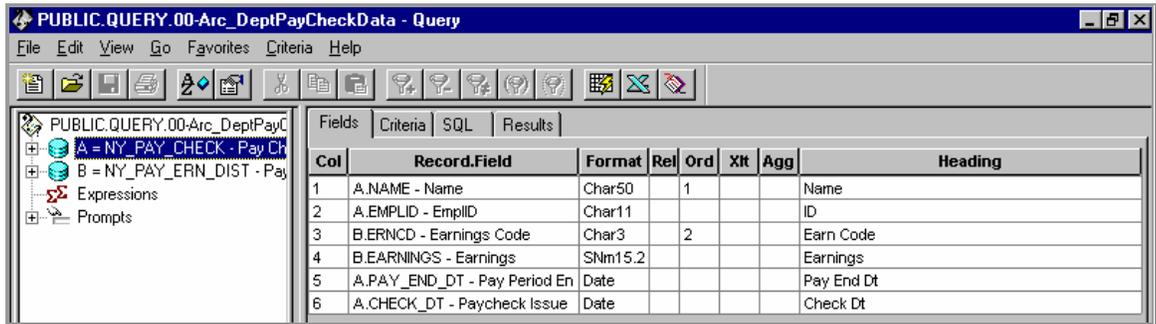 PUBLIC.QUERY.00-Arc_DeptPayCheckData - Query
File Edit View Go Favorites Criteria Help
PUBLIC.QUERY.00-Arc_DeptPayC
A = NY_PAY_CHECK - Pay Ch
B = NY_PAY_ERN_DIST - Pay
Expressions
Prompts
Fields Criteria SQL Results
Col Record.Field Format Rel Ord Xlt Agg Heading
1 A.NAME - Name Char50 1 Name
2 A.EMPLID - EmplID Char11 ID
3 B.ERNCD - Earnings Code Char3 2 Earn Code
4 B.EARNINGS - Earnings SNm15.2 Earnings
5 A.PAY_END_DT - Pay Period En Date Pay End Dt
6 A.CHECK_DT - Paycheck Issue Date Check Dt